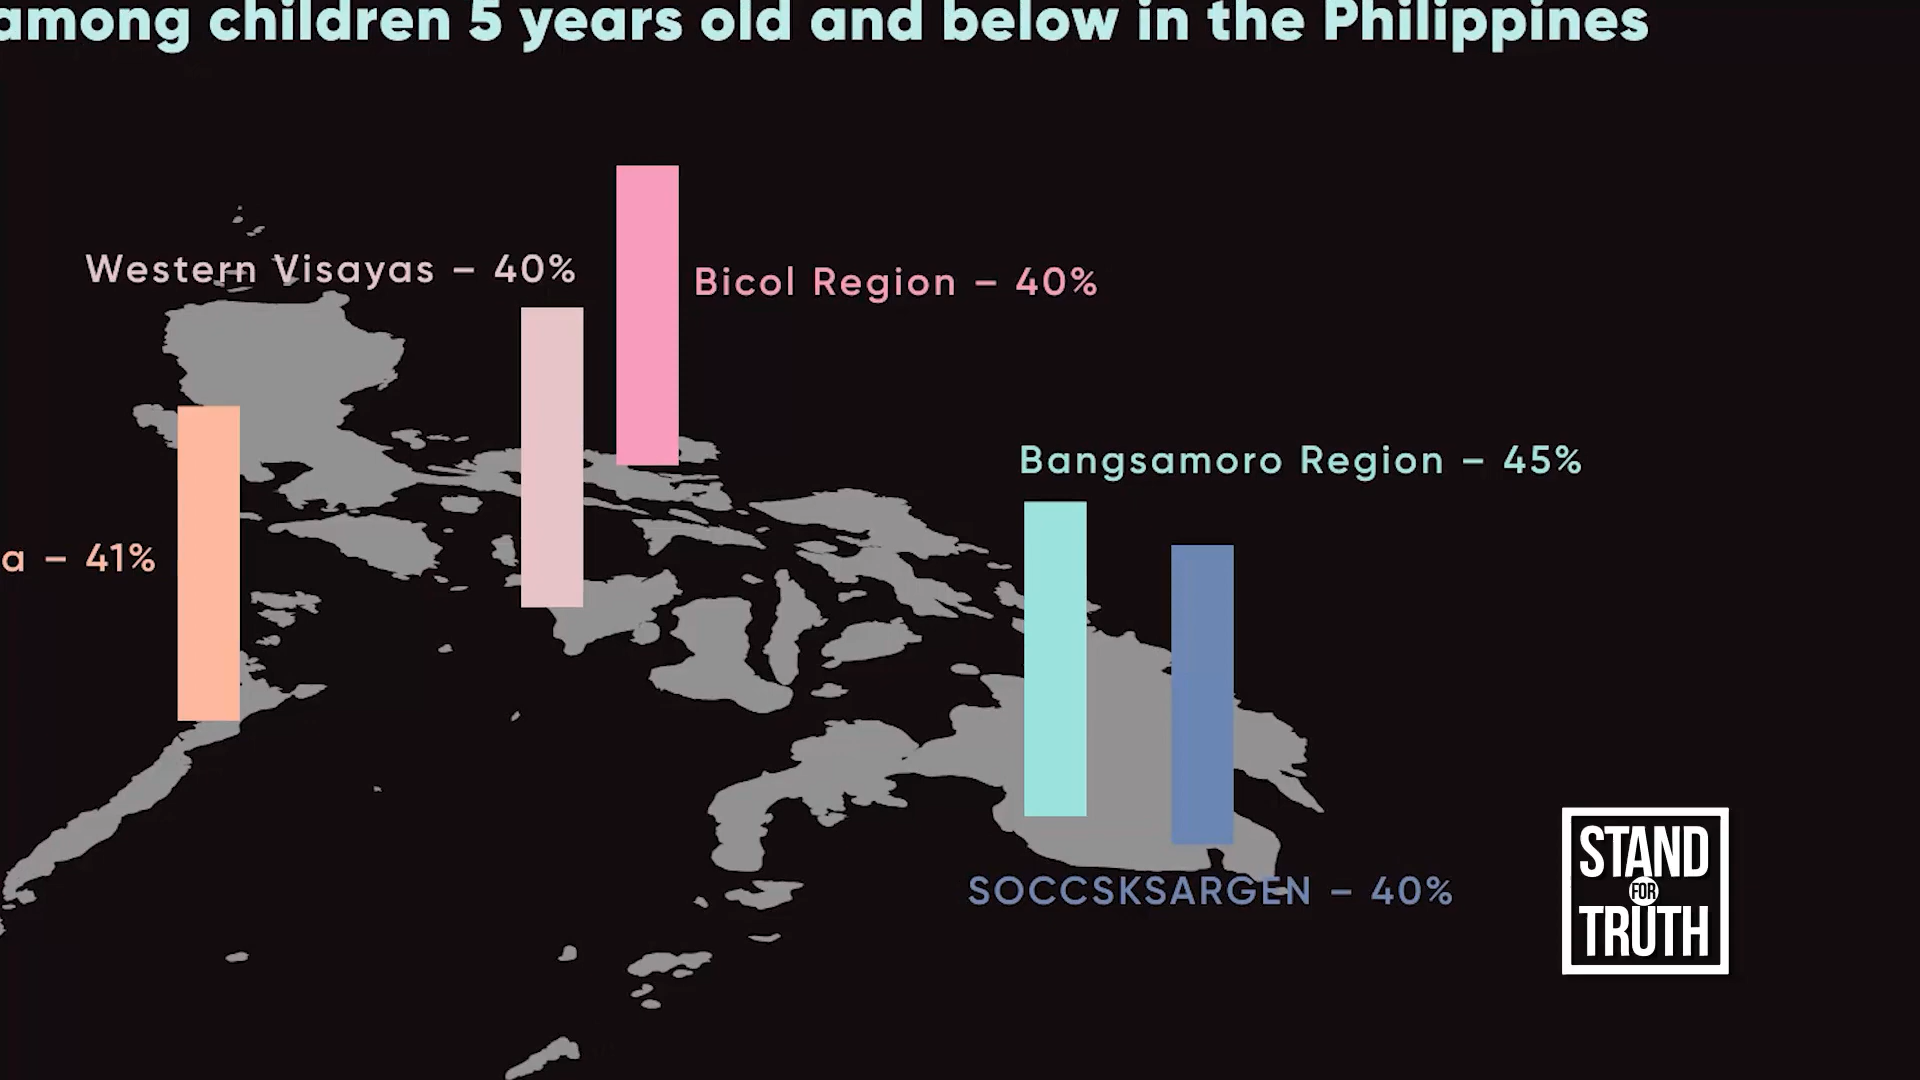 among children 5 years old and below in the Philippines
Western Visayas – 40%
Bicol Region – 40%
Bangsamoro Region – 45%
a – 41%
SOCCSKSARGEN – 40%
STAND
FOR
TRUTH